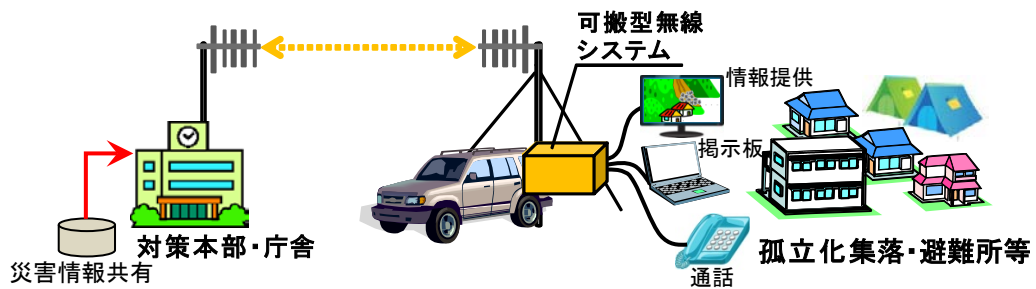 可搬型無線
システム
情報提供
掲示板
対策本部・庁舎
災害情報共有
通話
孤立化集落・避難所等